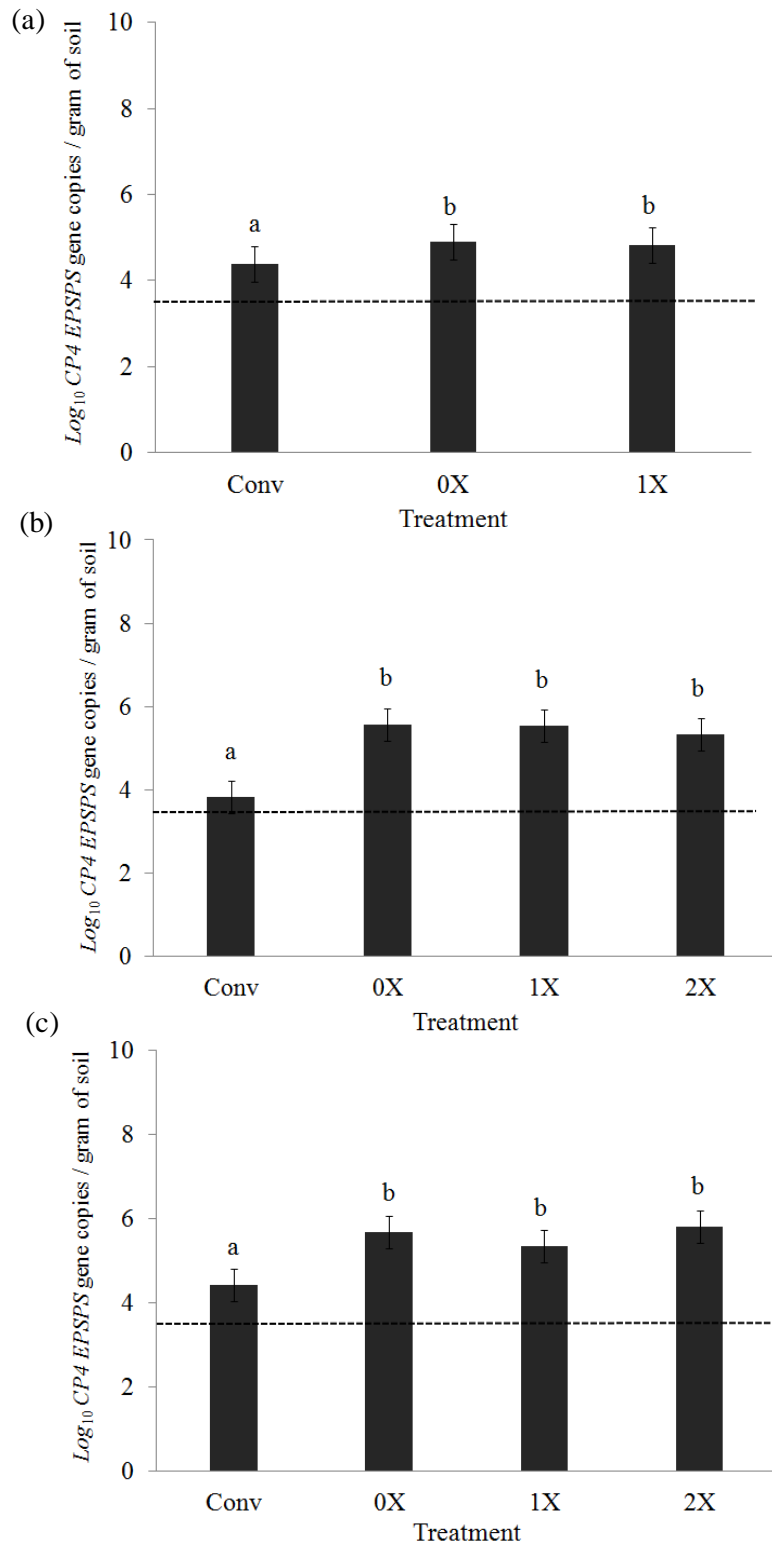 (a)
Log10 CP4 EPSPS gene copies / gram of soil
10
8
6
4
2
0
a
b
b
Conv
0X
1X
Treatment
(b)
Log10 CP4 EPSPS gene copies / gram of soil
10
8
6
4
2
0
a
b
b
b
Conv
0X
1X
2X
Treatment
(c)
Log10 CP4 EPSPS gene copies / gram of soil
10
8
6
4
2
0
a
b
b
b
Conv
0X
1X
2X
Treatment